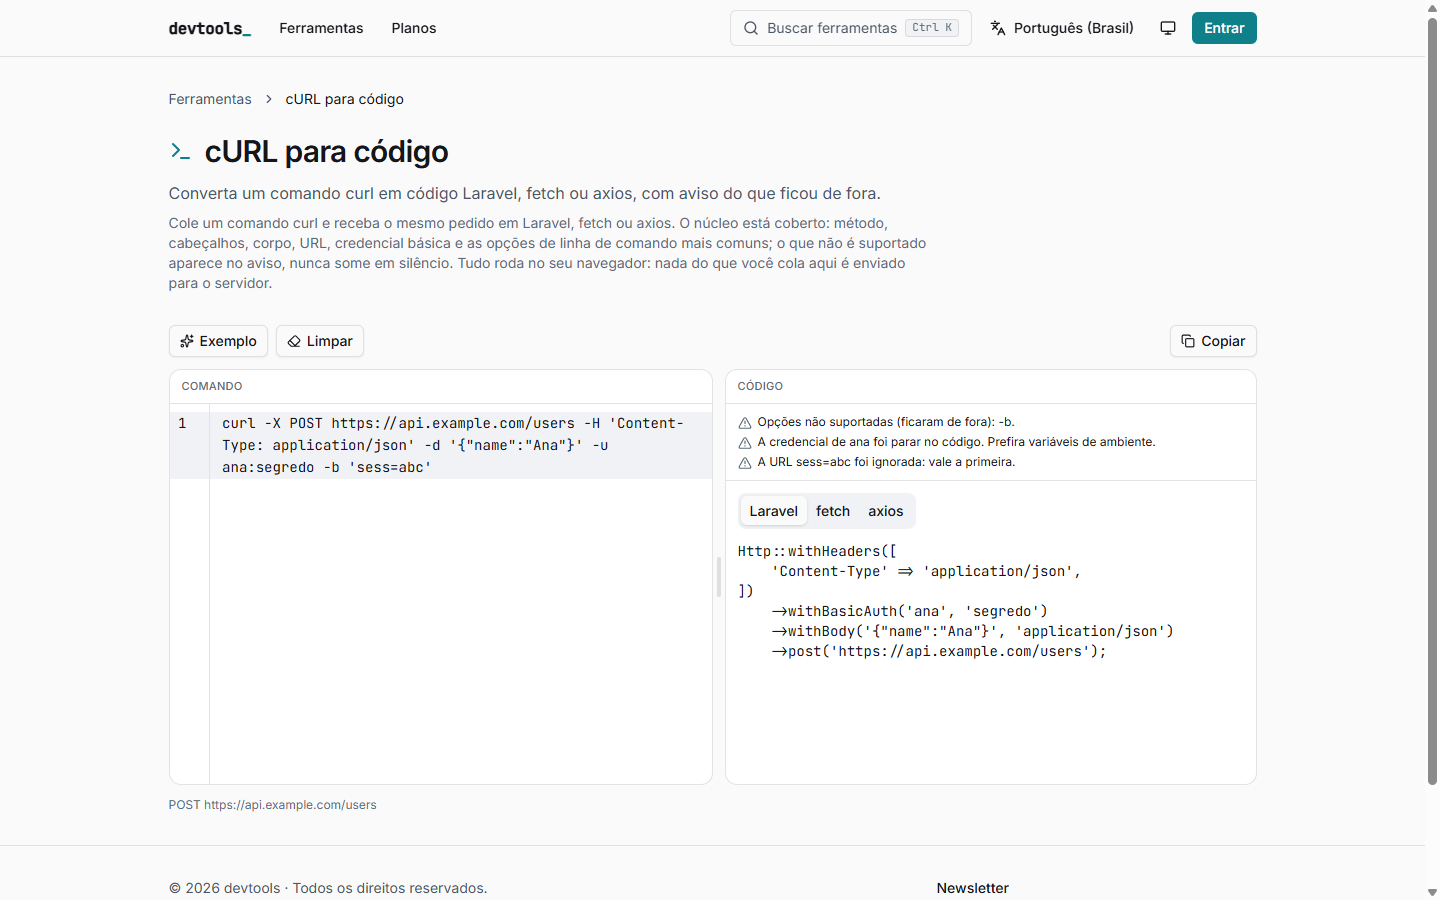 devtools_
Ferramentas
Planos
Buscar ferramentas
Ctrl K
Português (Brasil)
Entrar
Ferramentas
cURL para código
cURL para código
Converta um comando curl em código Laravel, fetch ou axios, com aviso do que ficou de fora.
Cole um comando curl e receba o mesmo pedido em Laravel, fetch ou axios. O núcleo está coberto: método,
cabeçalhos, corpo, URL, credencial básica e as opções de linha de comando mais comuns; o que não é suportado
aparece no aviso, nunca some em silêncio. Tudo roda no seu navegador: nada do que você cola aqui é enviado
para o servidor.
Exemplo
Limpar
Copiar
COMANDO
1
curl -X POST https://api.example.com/users -H 'Content-
Type: application/json' -d '{"name":"Ana"}' -u
ana:segredo -b 'sess=abc'
CÓDIGO
Opções não suportadas (ficaram de fora): -b.
A credencial de ana foi parar no código. Prefira variáveis de ambiente.
A URL sess=abc foi ignorada: vale a primeira.
Laravel
fetch
axios
Http::withHeaders([
    'Content-Type' => 'application/json',
])
    ->withBasicAuth('ana', 'segredo')
    ->withBody('{"name":"Ana"}', 'application/json')
    ->post('https://api.example.com/users');
POST https://api.example.com/users
© 2026 devtools · Todos os direitos reservados.
Newsletter